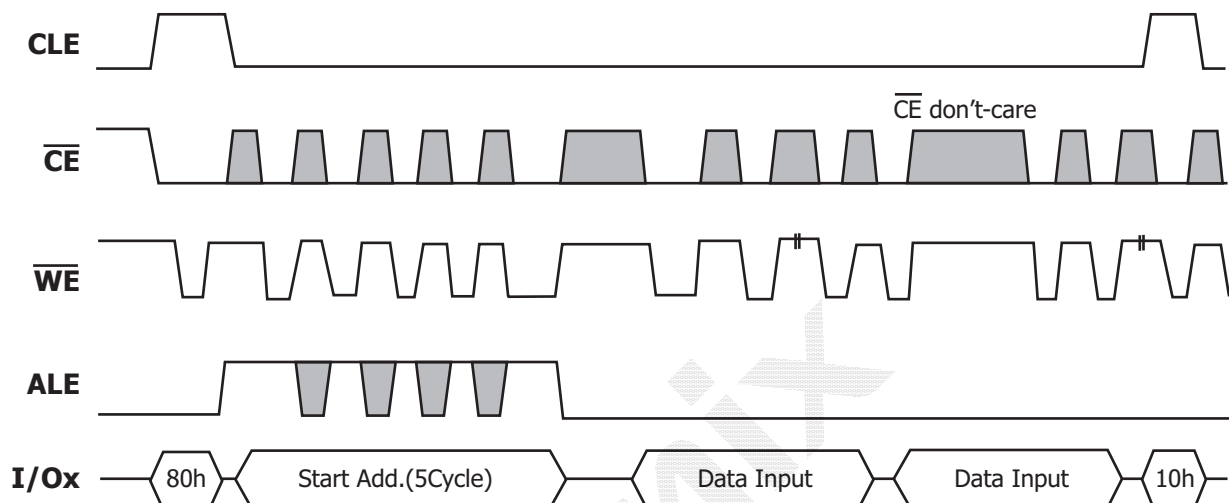 CLE
CE don't-care
CE
WE
ALE
I/Ox
80h
Start Add.(5Cycle)
Data Input
Data Input
10h